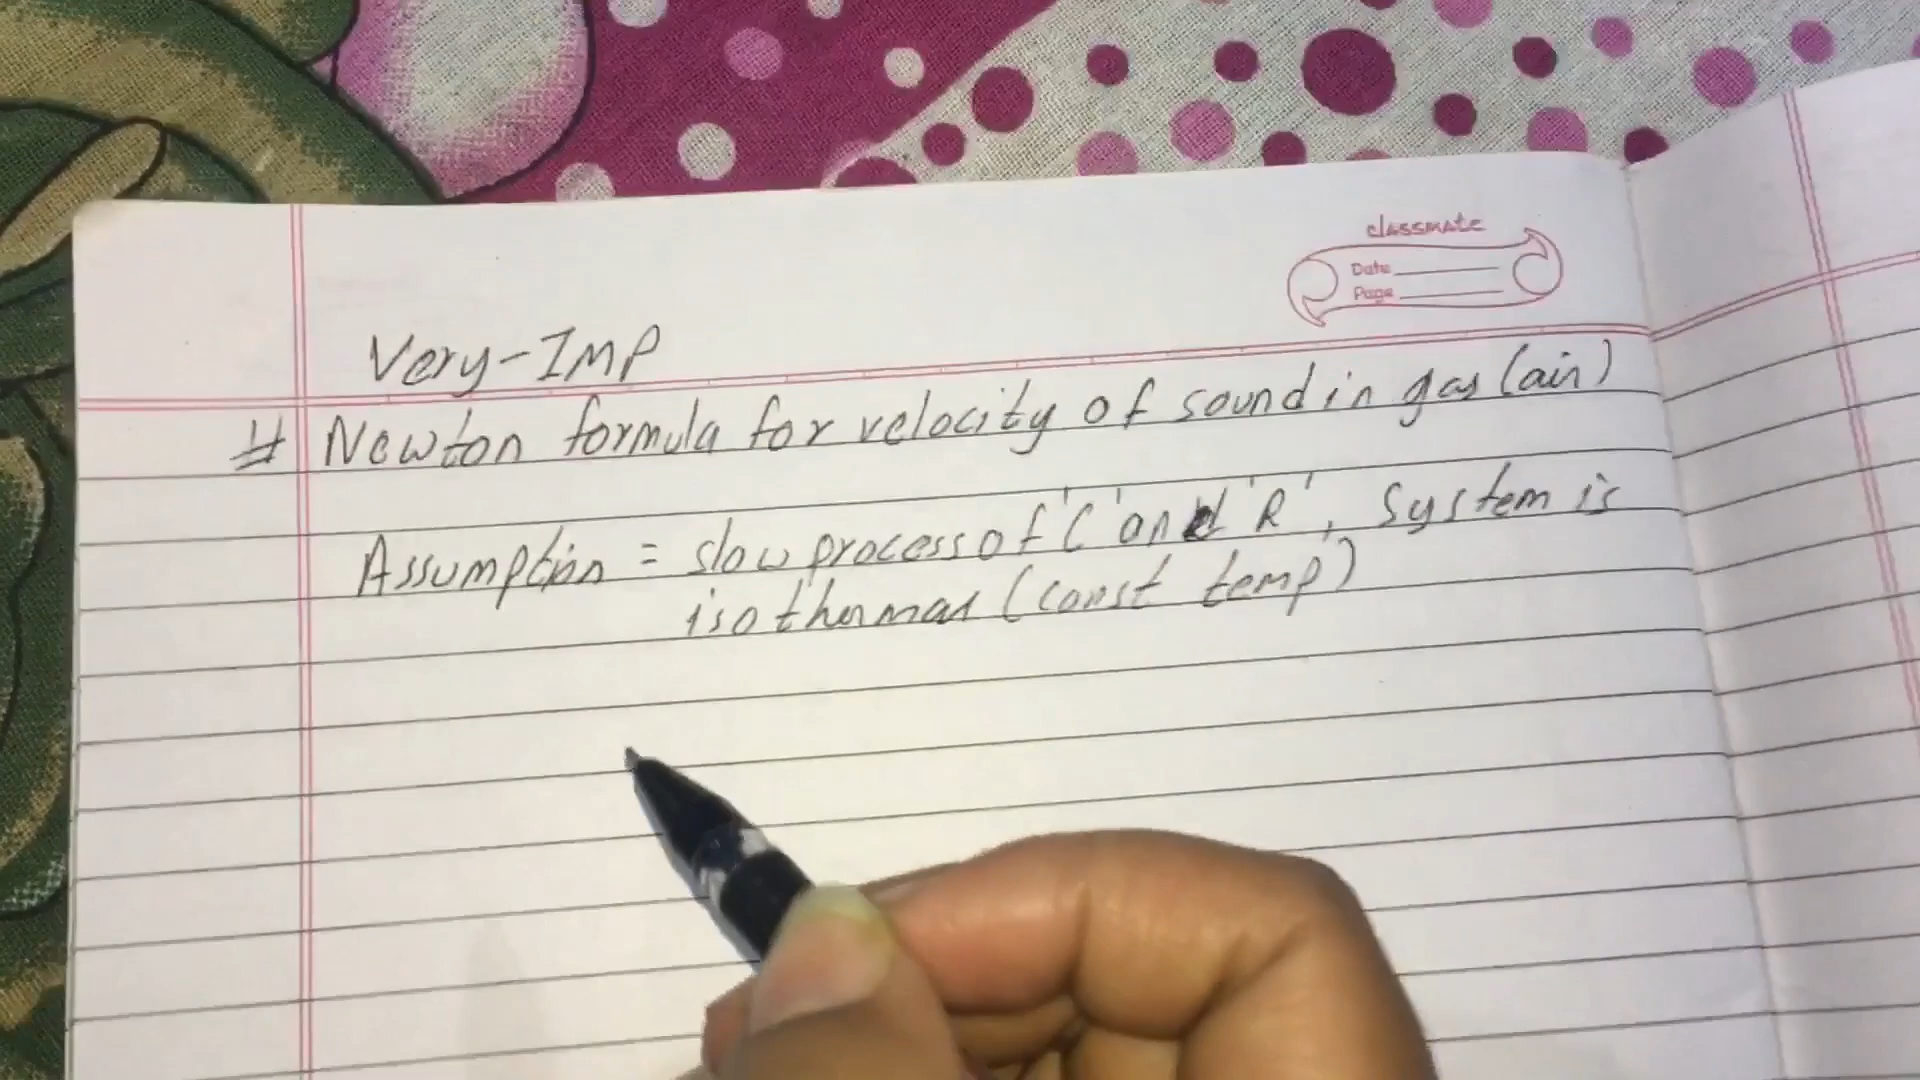 classmate
Date
Page
Very-IMP
# Newton formula for velocity of sound in gas (air)
Assumption = slow process of 'C' and 'R', System is
isothermal (const temp)